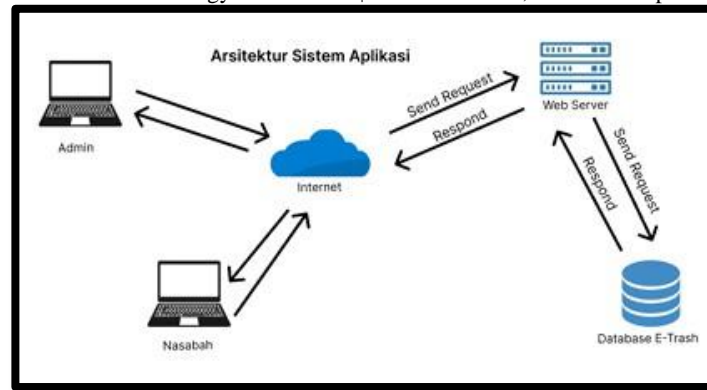 Arsitektur Sistem Aplikasi
Admin
Internet
Nasabah
Send Request
Respond
Web Server
Send Request
Respond
Database E-Trash